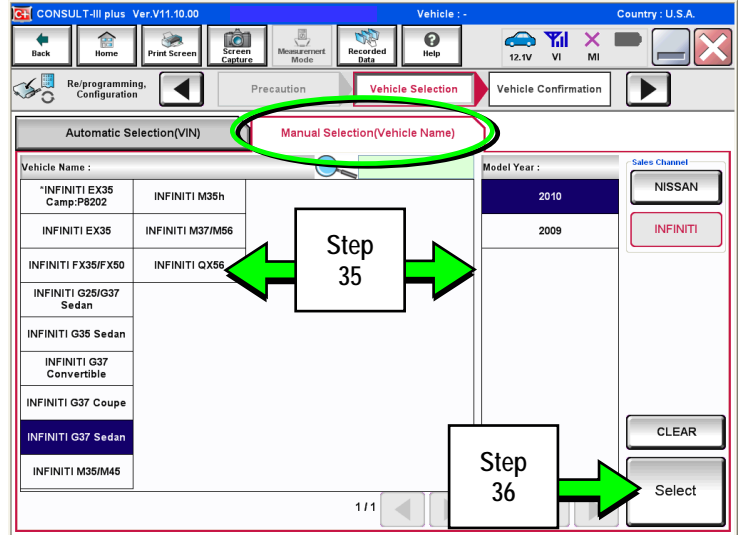 CONSULT-III plus Ver.V11.10.00
Vehicle : -
Country : U.S.A.
Back
Home
Print Screen
Screen
Capture
Measurement
Mode
Recorded
Data
Help
12.1V
VI
MI
Re/programming,
Configuration
Precaution
Vehicle Selection
Vehicle Confirmation
Automatic Selection(VIN)
Manual Selection(Vehicle Name)
Vehicle Name :
Model Year :
Sales Channel
*INFINITI EX35
Camp:P8202
INFINITI M35h
2010
NISSAN
INFINITI EX35
INFINITI M37/M56
2009
INFINITI
INFINITI FX35/FX50
INFINITI QX56
Step
35
INFINITI G25/G37
Sedan
INFINITI G35 Sedan
INFINITI G37
Convertible
INFINITI G37 Coupe
INFINITI G37 Sedan
CLEAR
INFINITI M35/M45
Step
36
Select
1/1